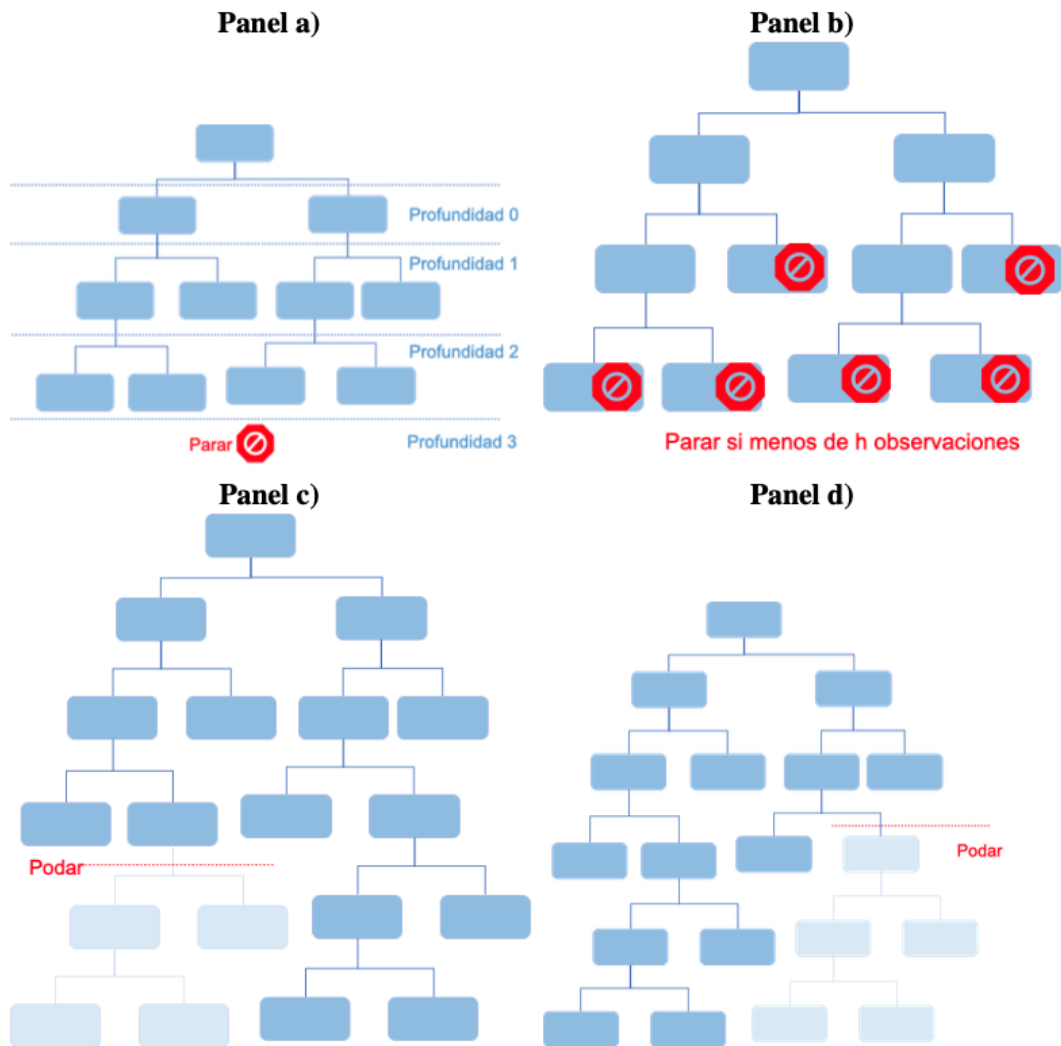 Panel a)
Profundidad 0
Profundidad 1
Profundidad 2
Parar
Profundidad 3
Panel b)
Parar si menos de h observaciones
Panel c)
Podar
Panel d)
Podar